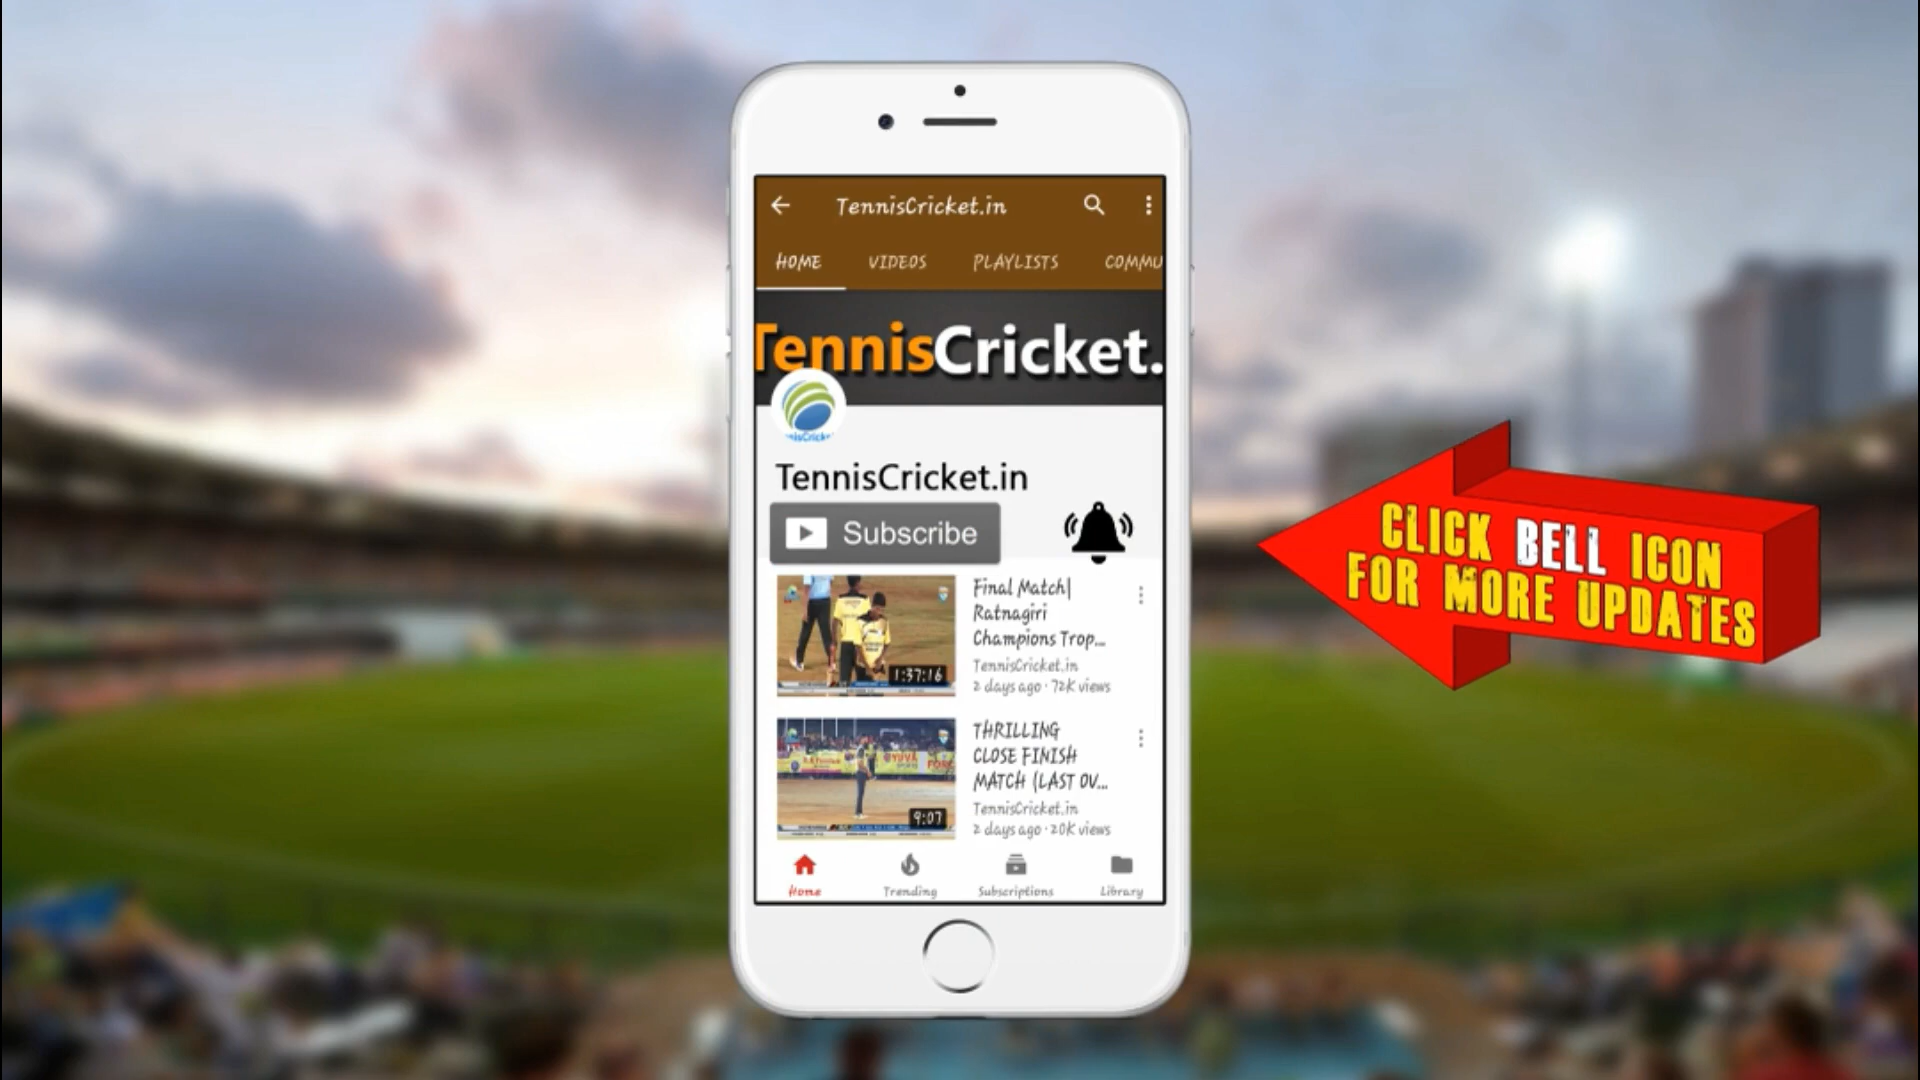 TennisCricket.in
HOME VIDEOS PLAYLISTS COMMU
TennisCricket.
TennisCricket.in
Subscribe
Final Match|
Ratnagiri
Champions Trop...
TennisCricket.in
2 days ago · 72K views
1:37:16
THRILLING
CLOSE FINISH
MATCH (LAST OV...
TennisCricket.in
2 days ago · 20K views
9:07
Home Trending Subscriptions Library
CLICK BELL ICON
FOR MORE UPDATES